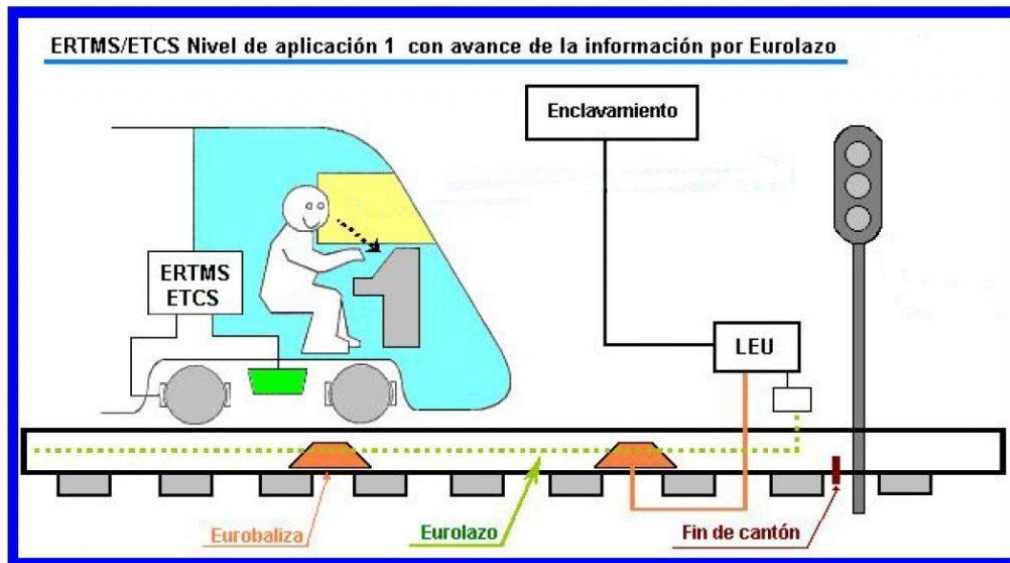 ERTMS/ETCS Nivel de aplicación 1 con avance de la información por Eurolazo
Enclavamiento
ERTMS
ETCS
LEU
Eurobaliza
Eurolazo
Fin de cantón